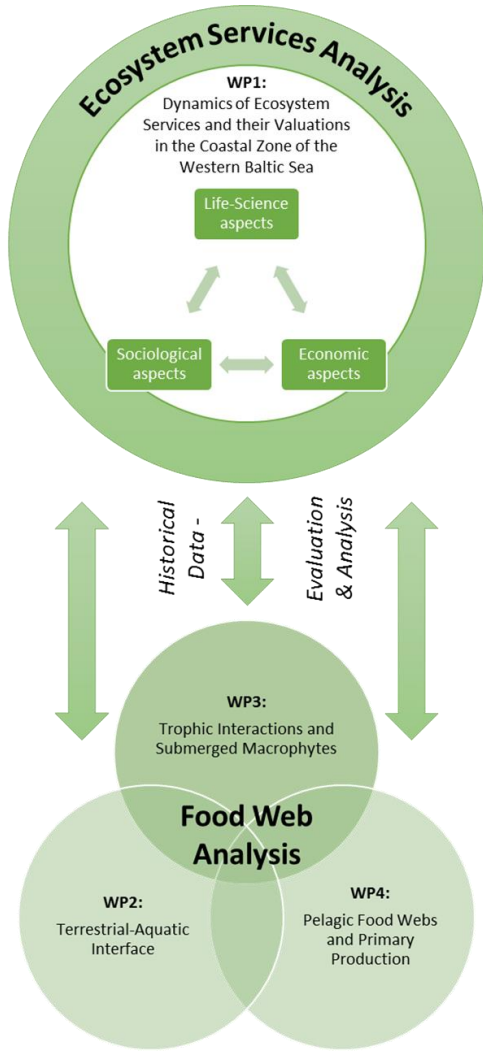 Ecosystem Services Analysis
WP1:
Dynamics of Ecosystem
Services and their Valuations
in the Coastal Zone of the
Western Baltic Sea
Life-Science
aspects
Sociological
aspects
Economic
aspects
Historical
Data -
Evaluation
& Analysis
WP3:
Trophic Interactions and
Submerged Macrophytes
Food Web
Analysis
WP2:
Terrestrial-Aquatic
Interface
WP4:
Pelagic Food Webs
and Primary
Production